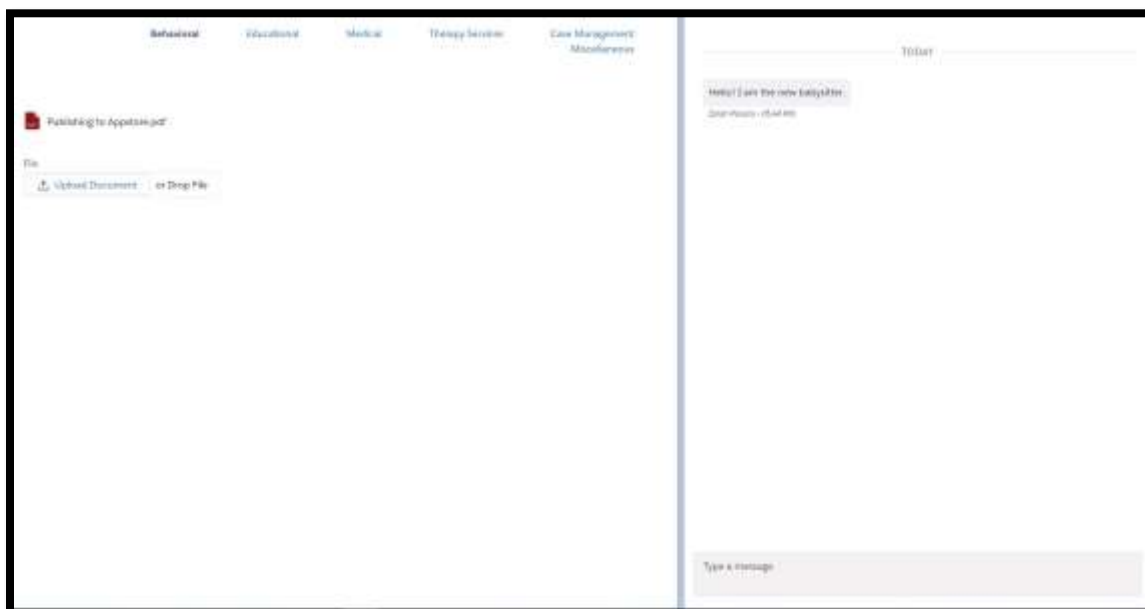 Behavioral Educational Medical Therapy Services Case Management
Miscellaneous
Publishing to Appstore.pdf
File
Upload Document or Drop File
TODAY
Hello! I am the new babysitter.
Type a message